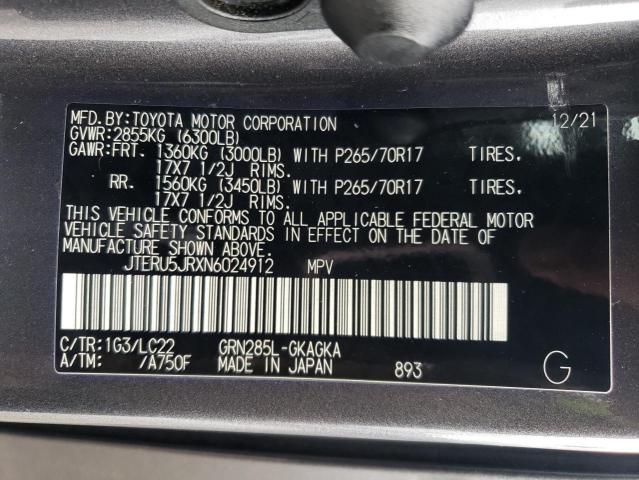 MFD.BY:TOYOTA MOTOR CORPORATION 12/21
GVWR:2855KG (6300LB)
GAWR:FRT. 1360KG (3000LB) WITH P265/70R17 TIRES.
17X7 1/2J RIMS.
RR. 1560KG (3450LB) WITH P265/70R17 TIRES.
17X7 1/2J RIMS.
THIS VEHICLE CONFORMS TO ALL APPLICABLE FEDERAL MOTOR
VEHICLE SAFETY STANDARDS IN EFFECT ON THE DATE OF
MANUFACTURE SHOWN ABOVE.
JTERU5JRXN6024912 MPV
C/TR:1G3/LC22 GRN285L-GKAGKA
A/TM: /A750F MADE IN JAPAN 893 G